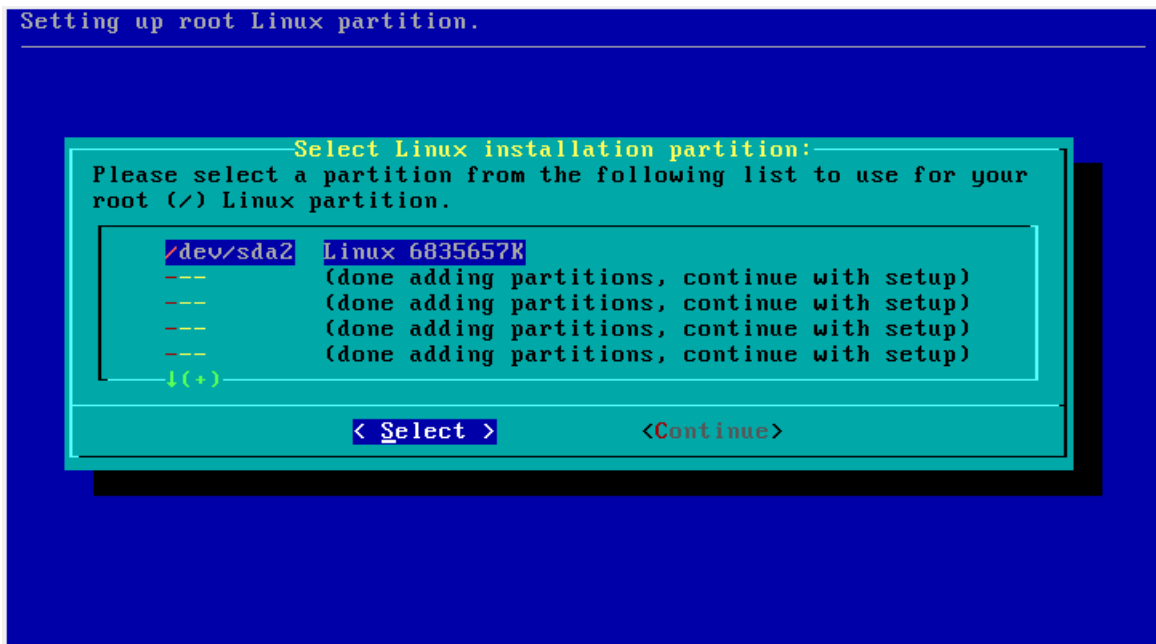 Setting up root Linux partition.
Select Linux installation partition:
Please select a partition from the following list to use for your
root (/) Linux partition.
/dev/sda2 Linux 6835657K
--- (done adding partitions, continue with setup)
--- (done adding partitions, continue with setup)
--- (done adding partitions, continue with setup)
--- (done adding partitions, continue with setup)
↓(+)
< Select > <Continue>